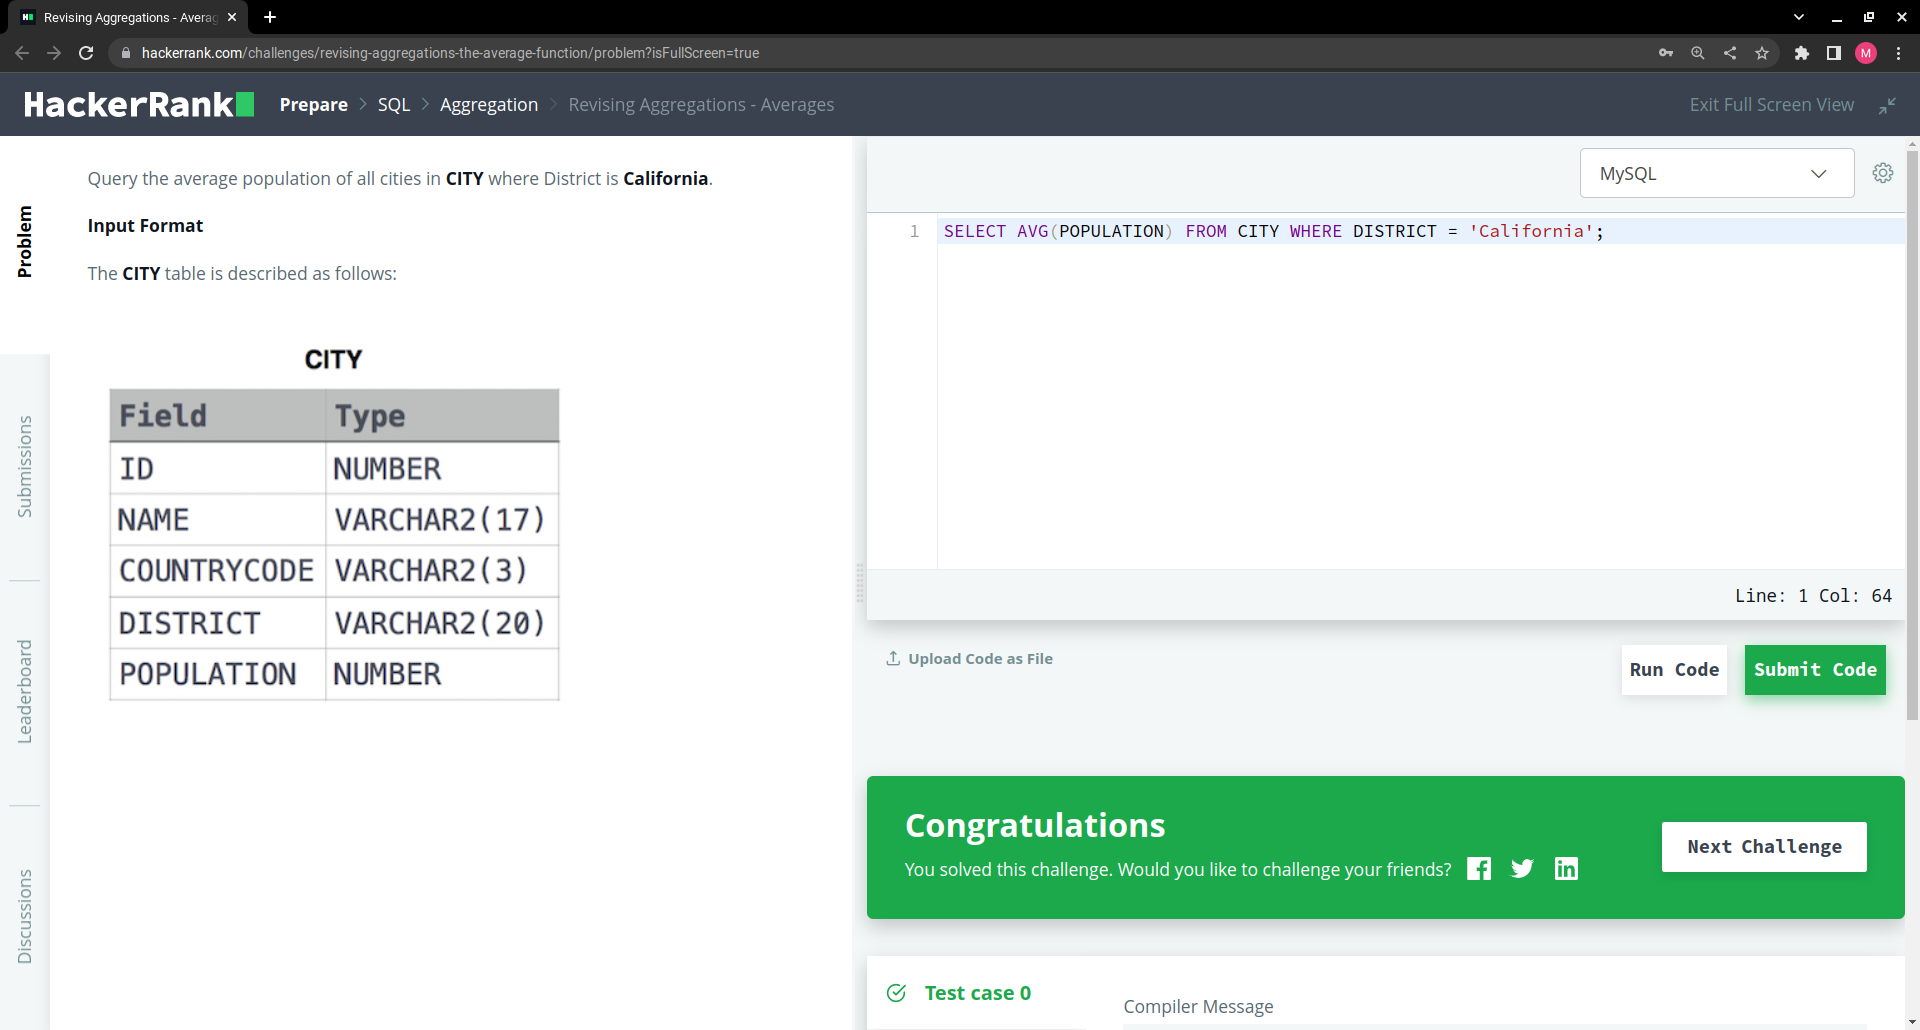 Revising Aggregations - Averag
hackerrank.com/challenges/revising-aggregations-the-average-function/problem?isFullScreen=true
M
HackerRank
Prepare > SQL > Aggregation > Revising Aggregations - Averages
Exit Full Screen View
Problem
Submissions
Leaderboard
Discussions
Query the average population of all cities in CITY where District is California.
Input Format
The CITY table is described as follows:
CITY
Field Type
ID NUMBER
NAME VARCHAR2(17)
COUNTRYCODE VARCHAR2(3)
DISTRICT VARCHAR2(20)
POPULATION NUMBER
MySQL
1 SELECT AVG(POPULATION) FROM CITY WHERE DISTRICT = 'California';
Line: 1 Col: 64
Upload Code as File
Run Code
Submit Code
Congratulations
You solved this challenge. Would you like to challenge your friends?
Next Challenge
Test case 0
Compiler Message